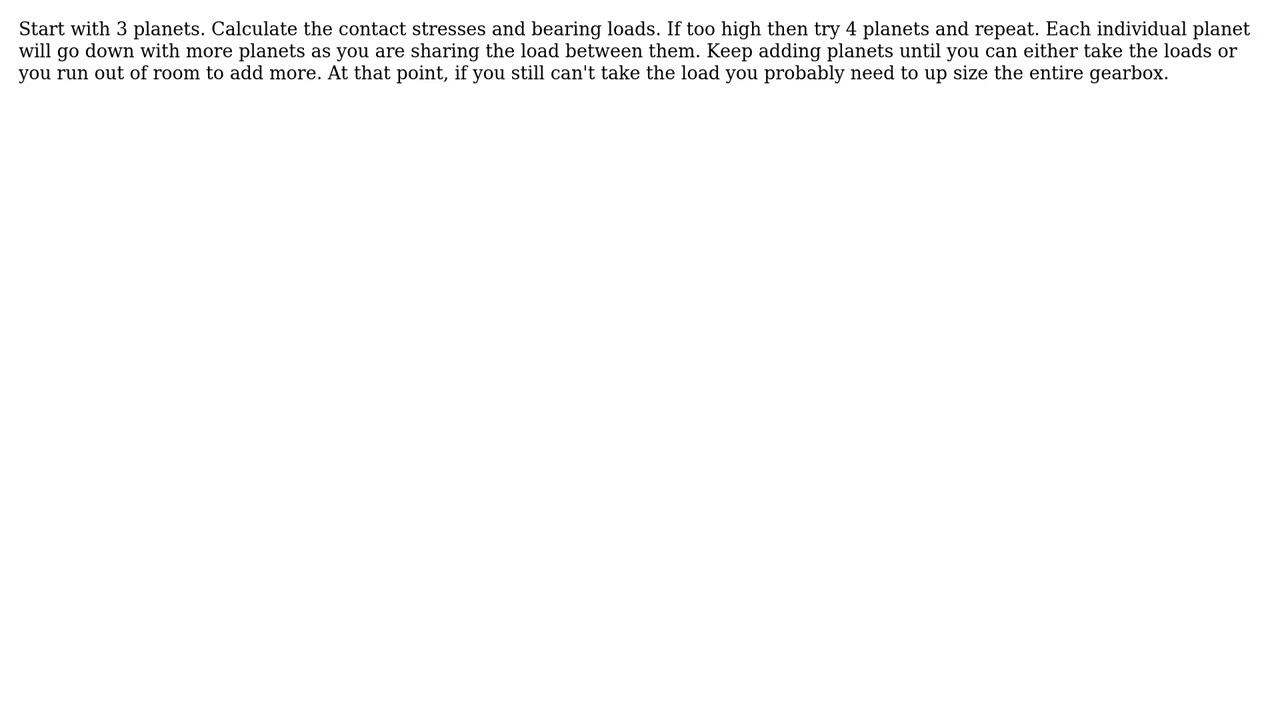 Start with 3 planets. Calculate the contact stresses and bearing loads. If too high then try 4 planets and repeat. Each individual planet
will go down with more planets as you are sharing the load between them. Keep adding planets until you can either take the loads or
you run out of room to add more. At that point, if you still can't take the load you probably need to up size the entire gearbox.